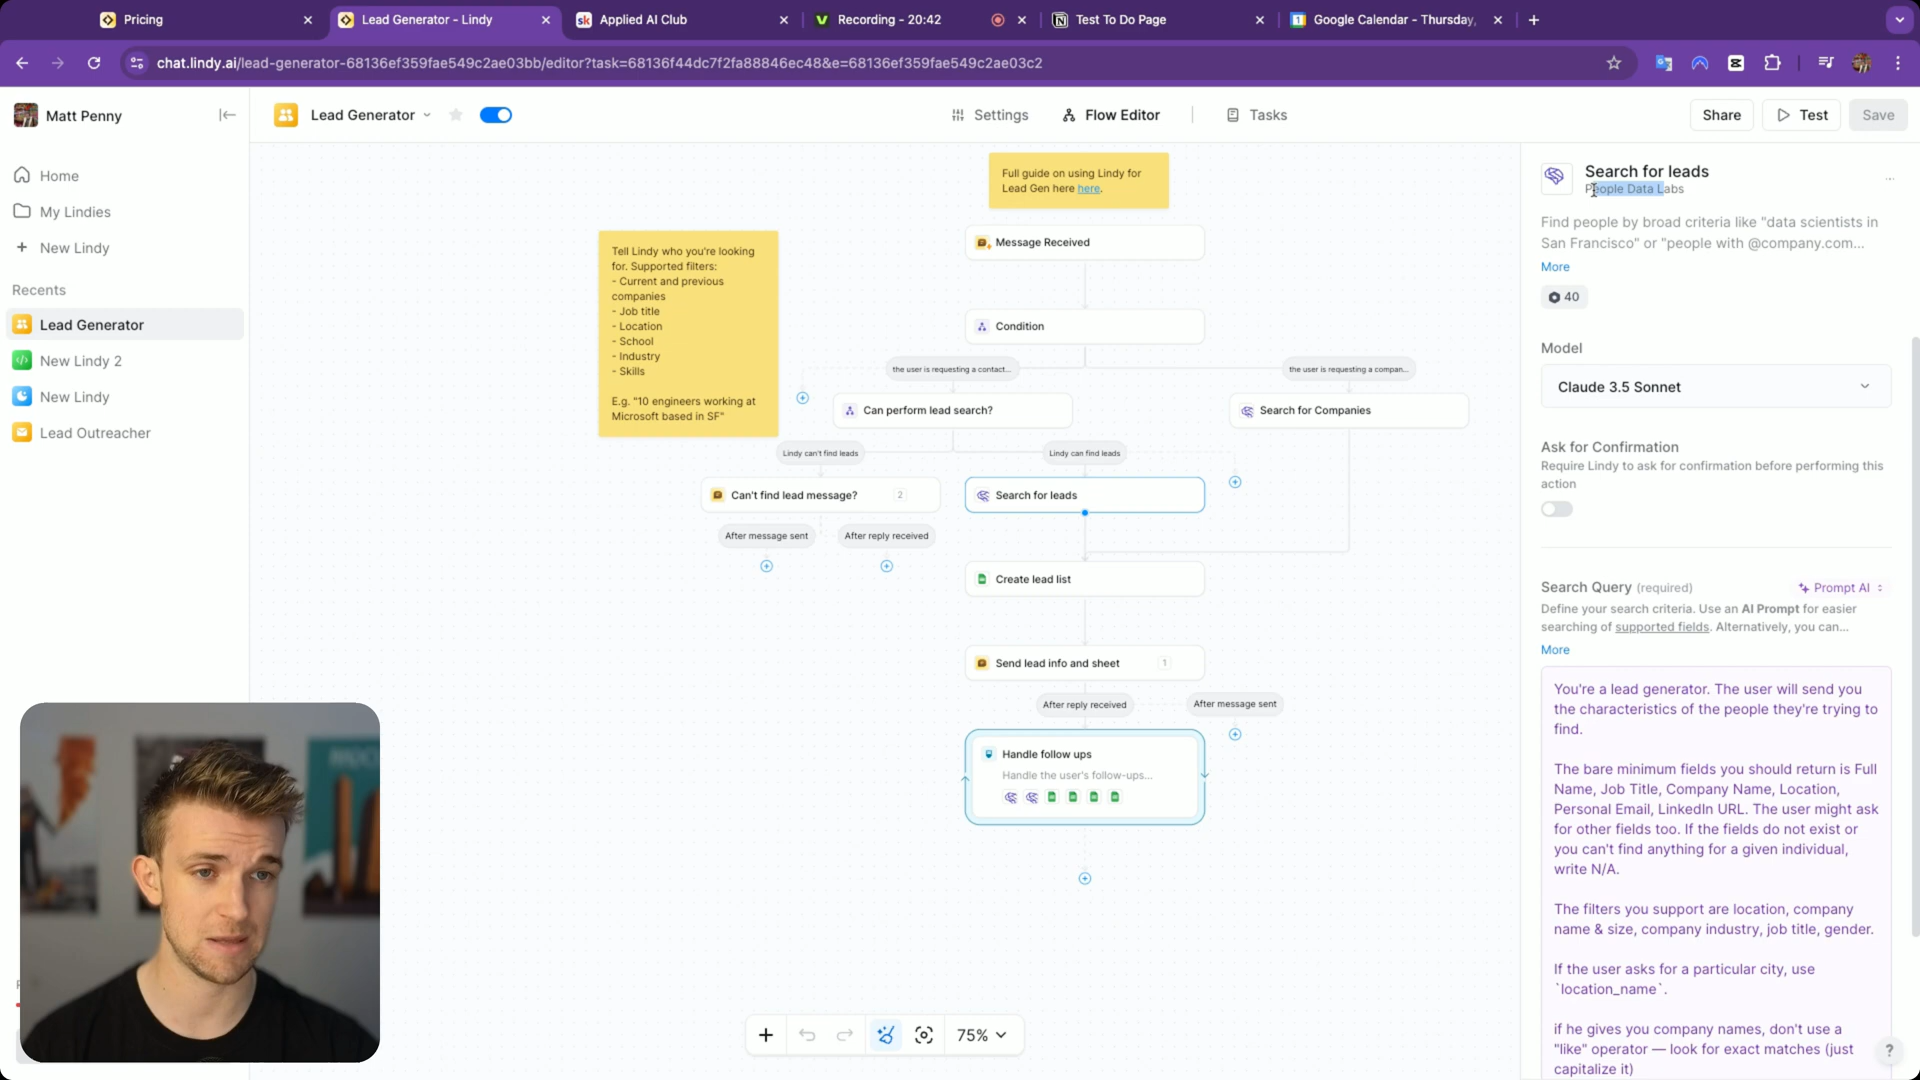 Pricing
Lead Generator - Lindy
Applied AI Club
Recording - 20:42
Test To Do Page
Google Calendar - Thursday,
chat.lindy.ai/lead-generator-68136ef359fae549c2ae03bb/editor?task=68136f44dc7f2fa88846ec48&e=68136ef359fae549c2ae03c2
Matt Penny
Home
My Lindies
New Lindy
Recents
Lead Generator
New Lindy 2
New Lindy
Lead Outreacher
Lead Generator
Settings
Flow Editor
Tasks
Share
Test
Save
Full guide on using Lindy for
Lead Gen here here.
Tell Lindy who you're looking
for. Supported filters:
- Current and previous
companies
- Job title
- Location
- School
- Industry
- Skills
E.g. "10 engineers working at
Microsoft based in SF"
Message Received
Condition
the user is requesting a contact...
the user is requesting a compan...
Can perform lead search?
Search for Companies
Lindy can't find leads
Lindy can find leads
Can't find lead message?
2
Search for leads
After message sent
After reply received
Create lead list
Send lead info and sheet
1
After reply received
After message sent
Handle follow ups
Handle the user's follow-ups...
75%
Search for leads
People Data Labs
Find people by broad criteria like "data scientists in
San Francisco" or "people with @company.com...
More
40
Model
Claude 3.5 Sonnet
Ask for Confirmation
Require Lindy to ask for confirmation before performing this
action
Search Query (required)
Prompt AI
Define your search criteria. Use an AI Prompt for easier
searching of supported fields. Alternatively, you can...
More
You're a lead generator. The user will send you
the characteristics of the people they're trying to
find.
The bare minimum fields you should return is Full
Name, Job Title, Company Name, Location,
Personal Email, LinkedIn URL. The user might ask
for other fields too. If the fields do not exist or
you can't find anything for a given individual,
write N/A.
The filters you support are location, company
name & size, company industry, job title, gender.
If the user asks for a particular city, use
`location_name`.
if he gives you company names, don't use a
"like" operator — look for exact matches (just
capitalize it)
?